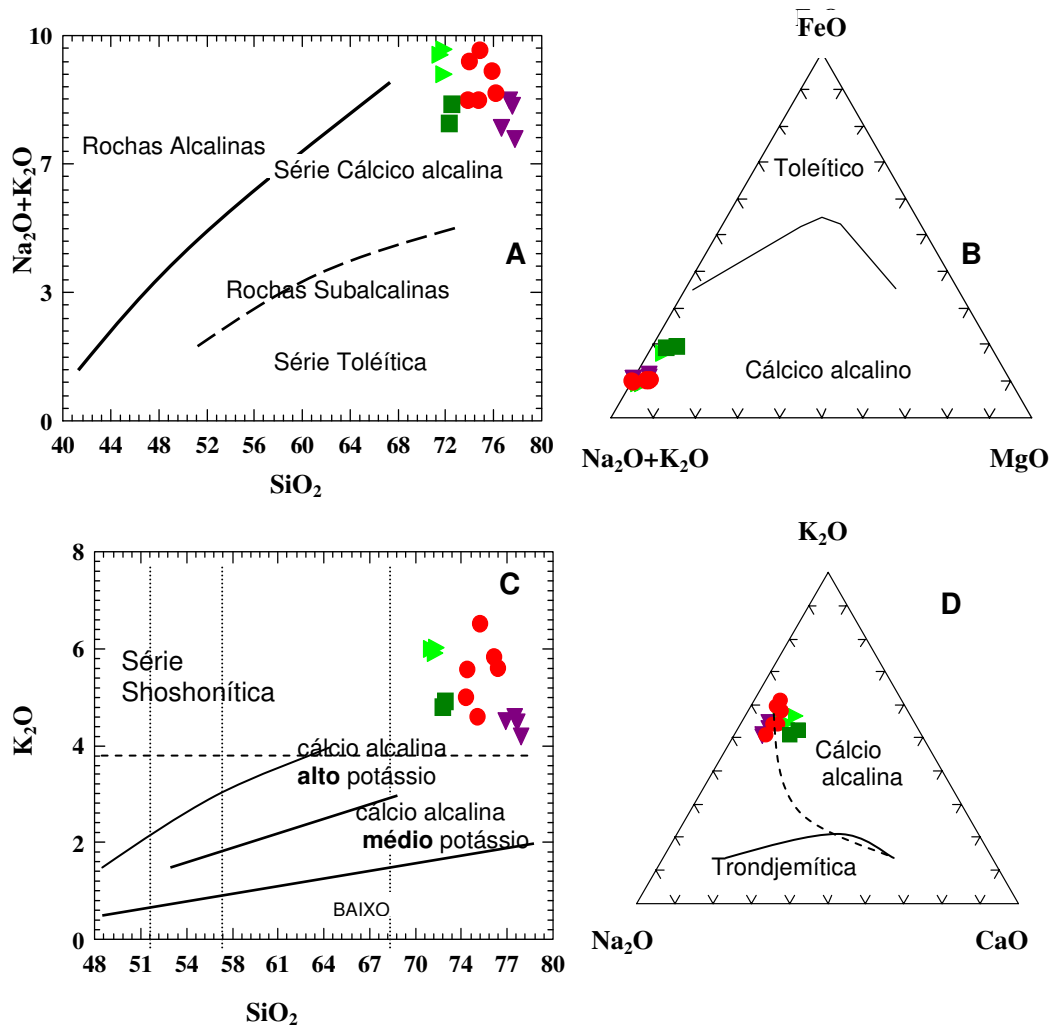 10
7
3
0
Na₂O+K₂O
Rochas Alcalinas
Série Cálcico alcalina
A
Rochas Subalcalinas
Série Toléítica
40 44 48 52 56 60 64 68 72 76 80
SiO₂
FeO
Toleítico
B
Cálcico alcalino
Na₂O+K₂O
MgO
8
6
4
2
0
K₂O
C
Série
Shoshonítica
cálcio alcalina
alto potássio
cálcio alcalina
médio potássio
BAIXO
48 51 54 58 61 64 67 70 74 77 80
SiO₂
K₂O
D
Cálcio
alcalina
Trondjemítica
Na₂O
CaO